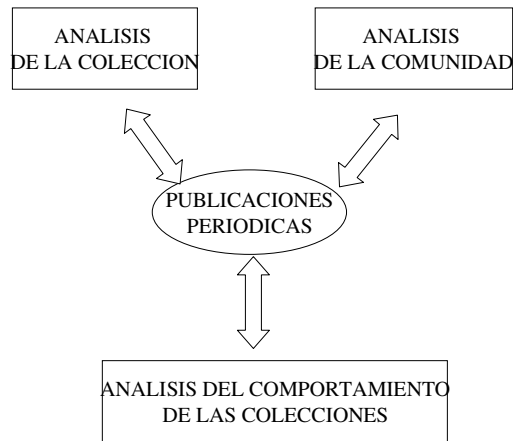 ANALISIS
DE LA COLECCION
ANALISIS
DE LA COMUNIDAD
PUBLICACIONES
PERIODICAS
ANALISIS DEL COMPORTAMIENTO
DE LAS COLECCIONES